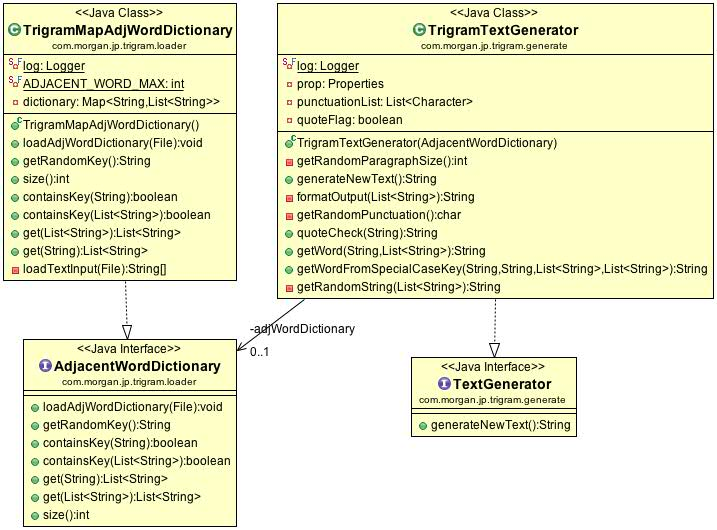 <<Java Class>>
TrigramMapAdjWordDictionary
com.morgan.jp.trigram.loader
log: Logger
ADJACENT_WORD_MAX: int
dictionary: Map<String,List<String>>
TrigramMapAdjWordDictionary()
loadAdjWordDictionary(File):void
getRandomKey():String
size():int
containsKey(String):boolean
containsKey(List<String>):boolean
get(List<String>):List<String>
get(String):List<String>
loadTextInput(File):String[]
<<Java Class>>
TrigramTextGenerator
com.morgan.jp.trigram.generate
log: Logger
prop: Properties
punctuationList: List<Character>
quoteFlag: boolean
TrigramTextGenerator(AdjacentWordDictionary)
getRandomParagraphSize():int
generateNewText():String
formatOutput(List<String>):String
getRandomPunctuation():char
quoteCheck(String):String
getWord(String,List<String>):String
getWordFromSpecialCaseKey(String,String,List<String>,List<String>):String
getRandomString(List<String>):String
-adjWordDictionary
0..1
<<Java Interface>>
AdjacentWordDictionary
com.morgan.jp.trigram.loader
loadAdjWordDictionary(File):void
getRandomKey():String
containsKey(String):boolean
containsKey(List<String>):boolean
get(String):List<String>
get(List<String>):List<String>
size():int
<<Java Interface>>
TextGenerator
com.morgan.jp.trigram.generate
generateNewText():String